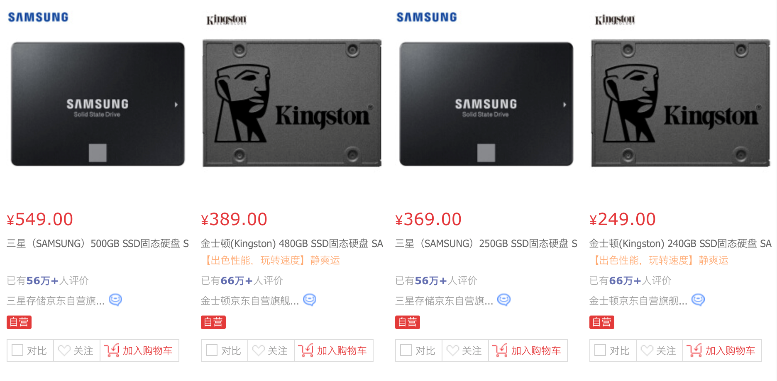 SAMSUNG
SAMSUNG
Solid State Drive
¥549.00
三星（SAMSUNG）500GB SSD固态硬盘 S
已有56万+人评价
三星存储京东自营旗...
自营
对比 关注 加入购物车
Kingston
Kingston
¥389.00
金士顿(Kingston) 480GB SSD固态硬盘 SA
【出色性能，玩转速度】静爽运
已有66万+人评价
金士顿京东自营旗舰...
自营
对比 关注 加入购物车
SAMSUNG
SAMSUNG
Solid State Drive
¥369.00
三星（SAMSUNG）250GB SSD固态硬盘 S
已有56万+人评价
三星存储京东自营旗...
自营
对比 关注 加入购物车
Kingston
Kingston
¥249.00
金士顿(Kingston) 240GB SSD固态硬盘 SA
【出色性能，玩转速度】静爽运
已有66万+人评价
金士顿京东自营旗舰...
自营
对比 关注 加入购物车